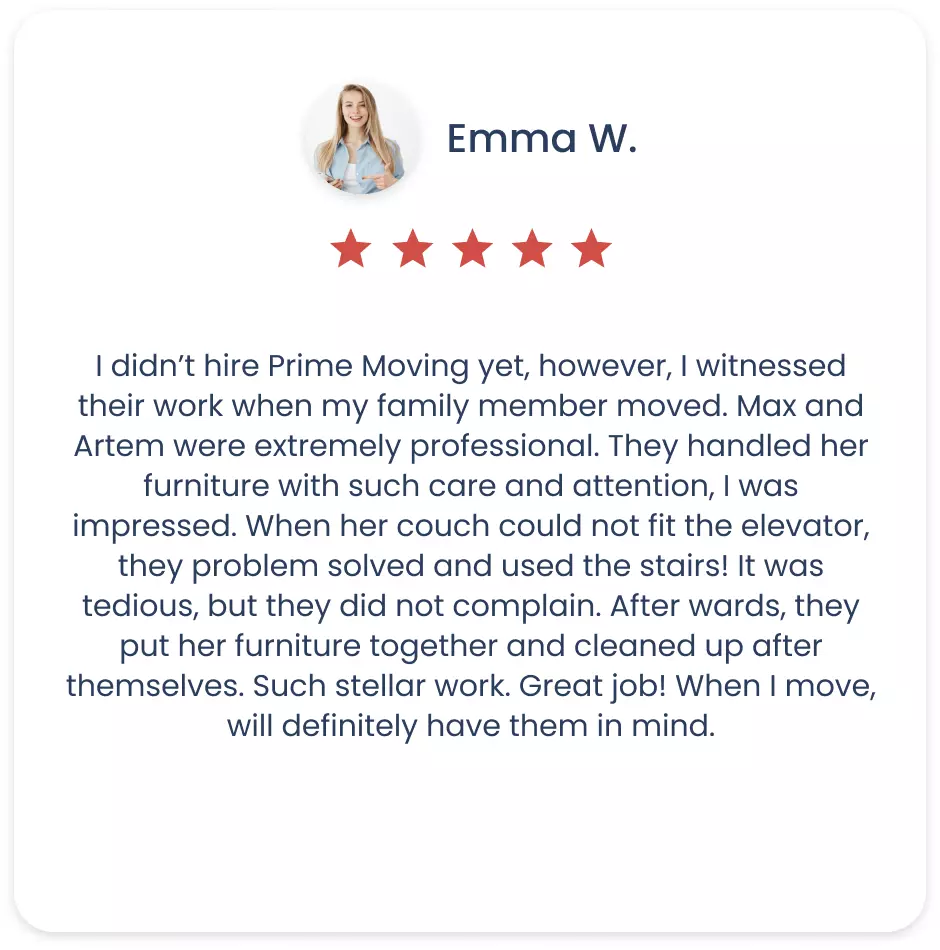 Emma W.
I didn’t hire Prime Moving yet, however, I witnessed
their work when my family member moved. Max and
Artem were extremely professional. They handled her
furniture with such care and attention, I was
impressed. When her couch could not fit the elevator,
they problem solved and used the stairs! It was
tedious, but they did not complain. After wards, they
put her furniture together and cleaned up after
themselves. Such stellar work. Great job! When I move,
will definitely have them in mind.